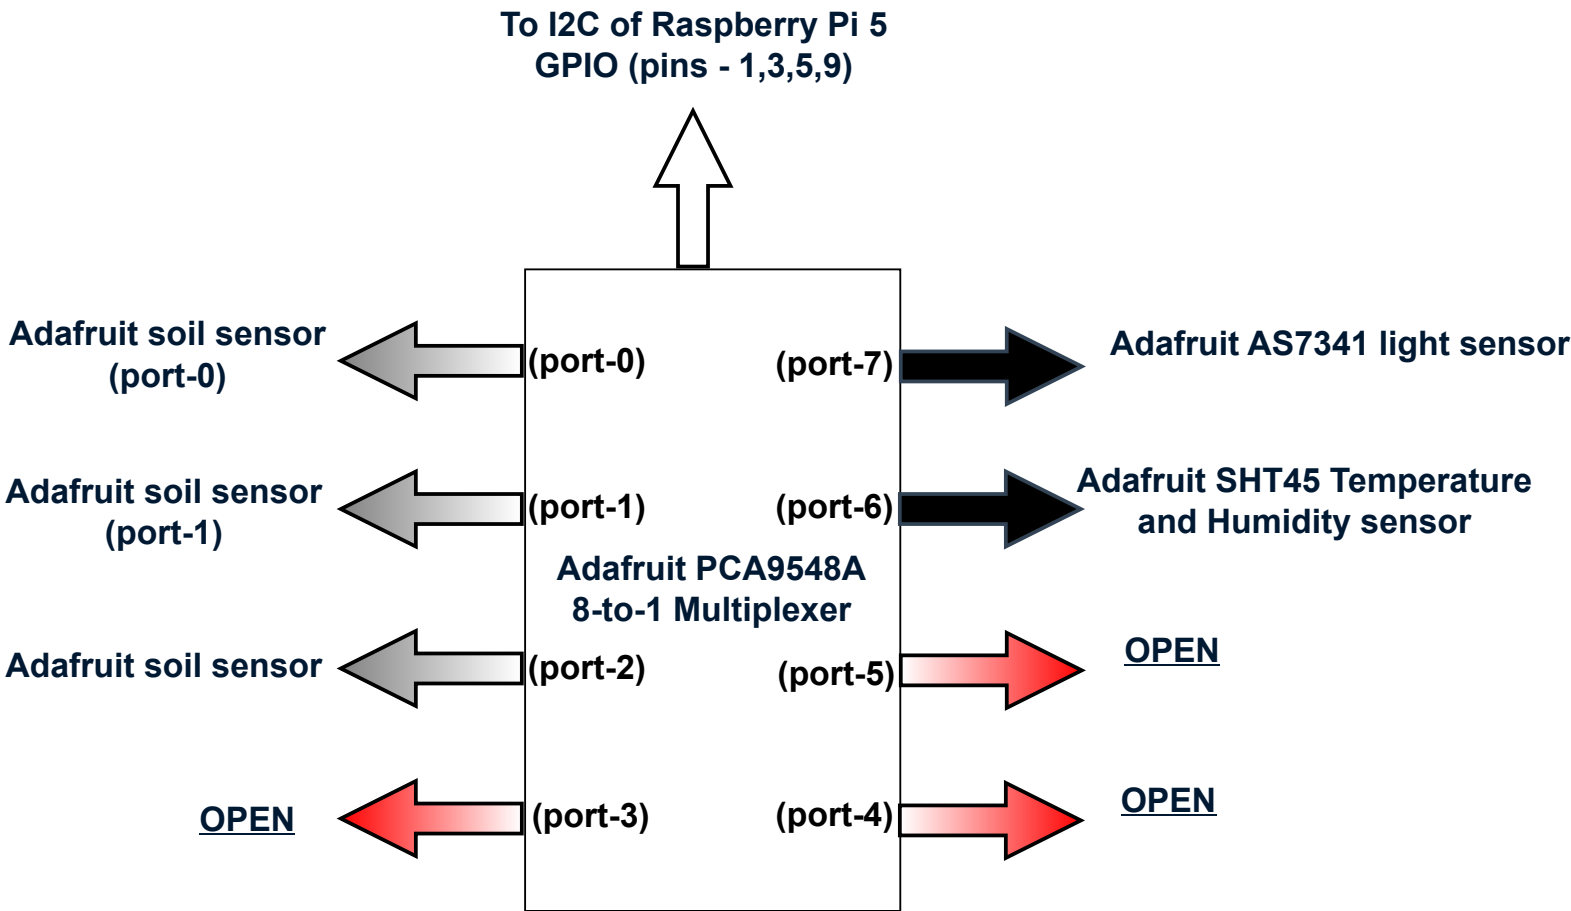 To I2C of Raspberry Pi 5
GPIO (pins - 1,3,5,9)
Adafruit soil sensor
(port-0)
(port-0)
(port-7)
Adafruit AS7341 light sensor
Adafruit soil sensor
(port-1)
(port-1)
(port-6)
Adafruit SHT45 Temperature
and Humidity sensor
Adafruit PCA9548A
8-to-1 Multiplexer
Adafruit soil sensor
(port-2)
(port-5)
OPEN
OPEN
(port-3)
(port-4)
OPEN